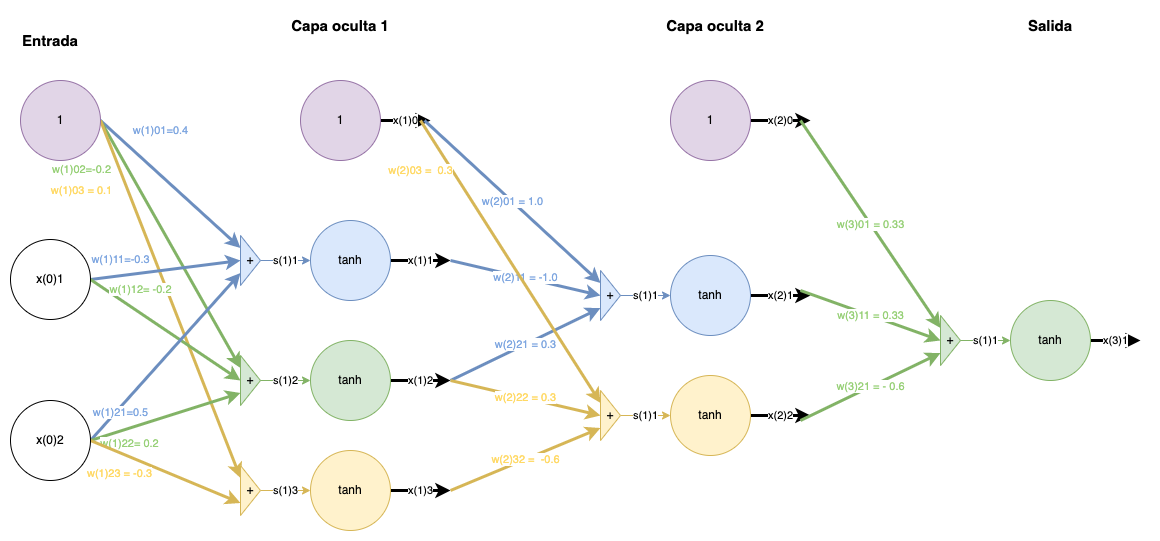 Entrada
Capa oculta 1
Capa oculta 2
Salida
1
w(1)01=0.4
w(1)02=-0.2
w(1)03 = 0.1
x(0)1
w(1)11=-0.3
w(1)12= -0.2
x(0)2
w(1)21=0.5
w(1)22= 0.2
w(1)23 = -0.3
+
s(1)1
+
s(1)2
+
s(1)3
1
x(1)0
tanh
x(1)1
tanh
x(1)2
tanh
x(1)3
w(2)03 =  0.3
w(2)01 = 1.0
w(2)11 = -1.0
w(2)21 = 0.3
w(2)22 = 0.3
w(2)32 =  -0.6
+
s(1)1
+
s(1)1
1
x(2)0
tanh
x(2)1
tanh
x(2)2
w(3)01 = 0.33
w(3)11 = 0.33
w(3)21 = - 0.6
+
s(1)1
tanh
x(3)1